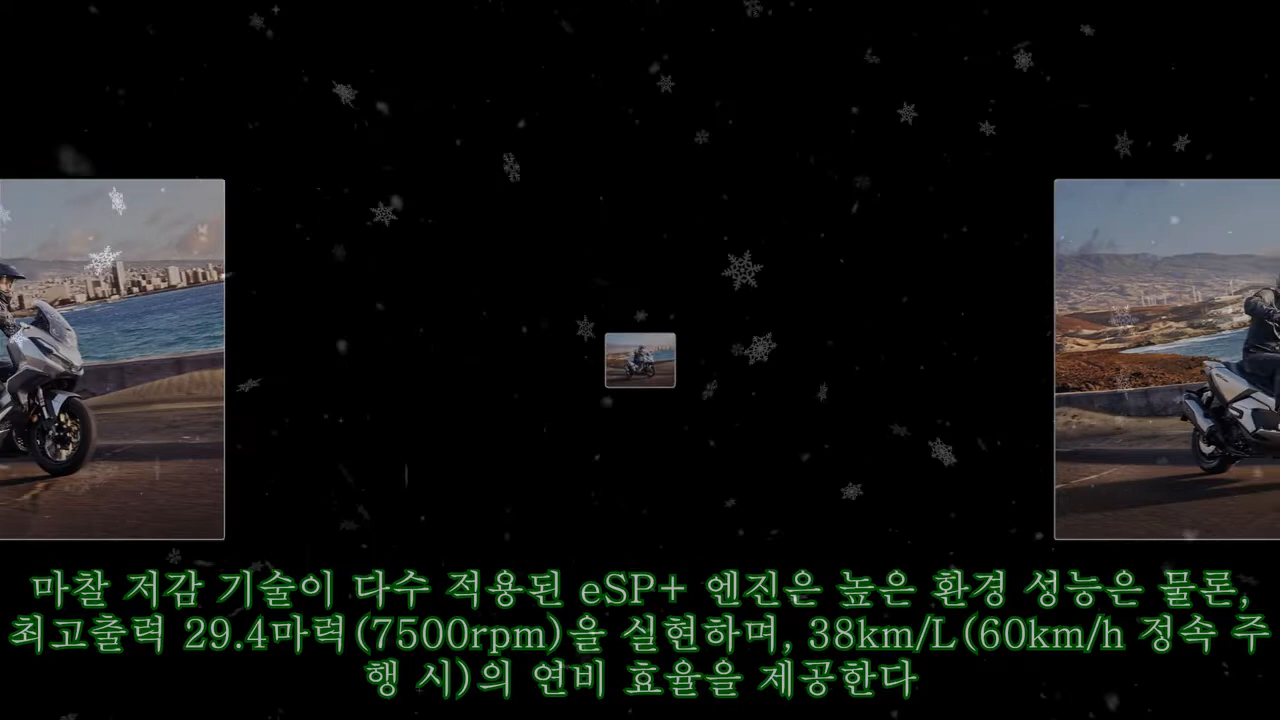 마찰 저감 기술이 다수 적용된 eSP+ 엔진은 높은 환경 성능은 물론,
최고출력 29.4마력(7500rpm)을 실현하며, 38km/L(60km/h 정속 주
행 시)의 연비 효율을 제공한다